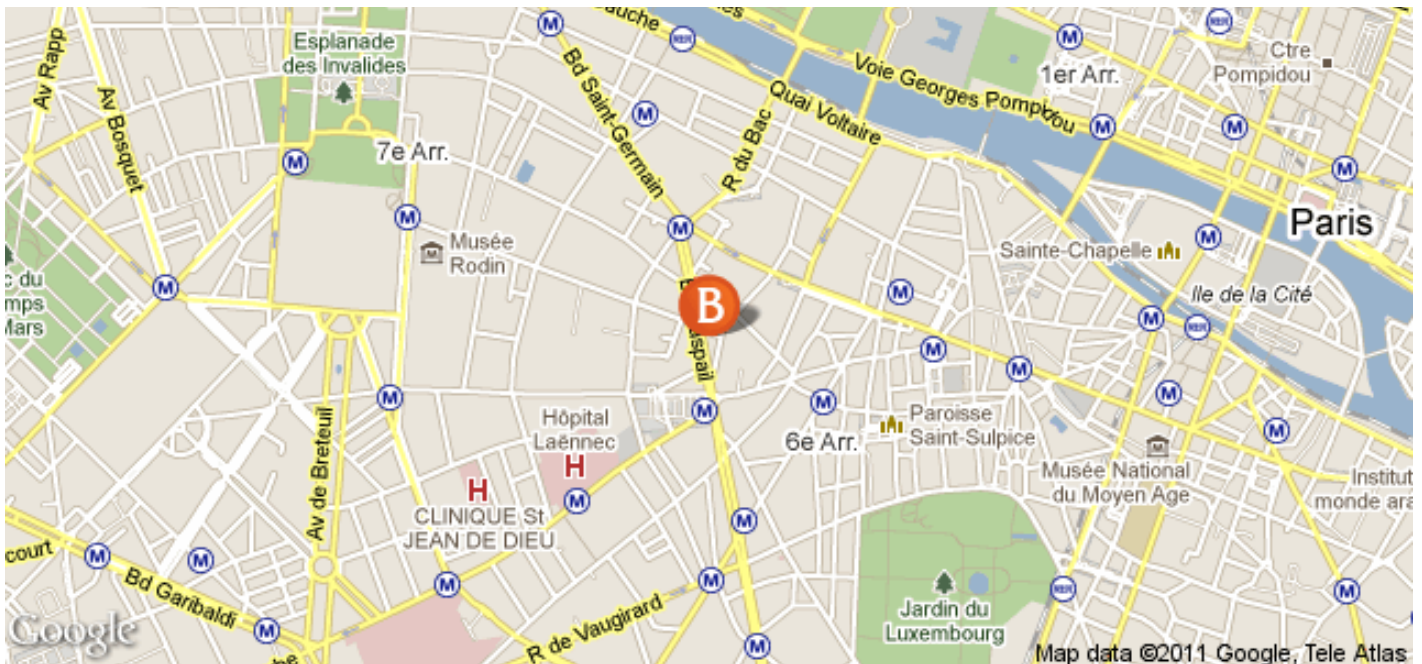 Av Rapp
Av Bosquet
Esplanade
des Invalides
7e Arr.
Bd Saint-Germain
M
RER
R du Bac
Quai Voltaire
Voie Georges Pompidou
1er Arr.
Ctre
Pompidou
Paris
Musée
Rodin
Sainte-Chapelle
Ile de la Cité
B
Hôpital
Laënnec
H
CLINIQUE St
JEAN DE DIEU
H
6e Arr.
Paroisse
Saint-Sulpice
Musée National
du Moyen Age
Institut
monde ara
Av de Breteuil
Bd Garibaldi
R de Vaugirard
Jardin du
Luxembourg
Google
Map data ©2011 Google, Tele Atlas